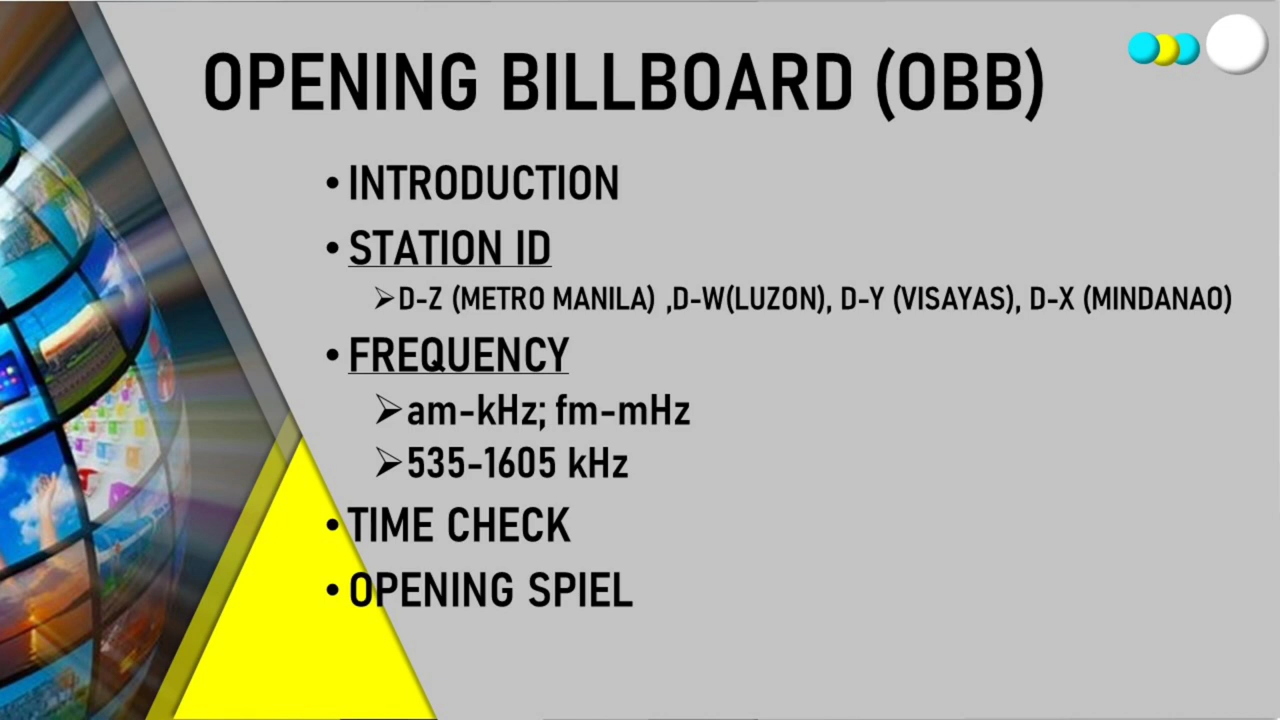 OPENING BILLBOARD (OBB)
• INTRODUCTION
• STATION ID
➢D-Z (METRO MANILA) ,D-W(LUZON), D-Y (VISAYAS), D-X (MINDANAO)
• FREQUENCY
➢am-kHz; fm-mHz
➢535-1605 kHz
• TIME CHECK
• OPENING SPIEL